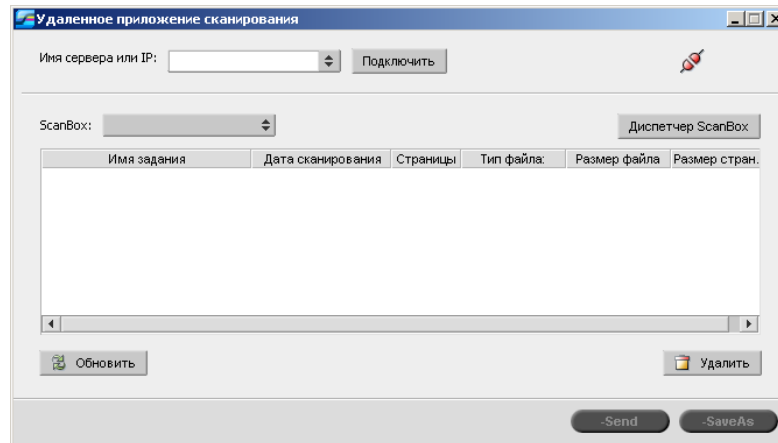 Удаленное приложение сканирования
Имя сервера или IP: Подключить
ScanBox: Диспетчер ScanBox
Имя задания Дата сканирования Страницы Тип файла: Размер файла Размер стран.
Обновить Удалить
-Send -SaveAs